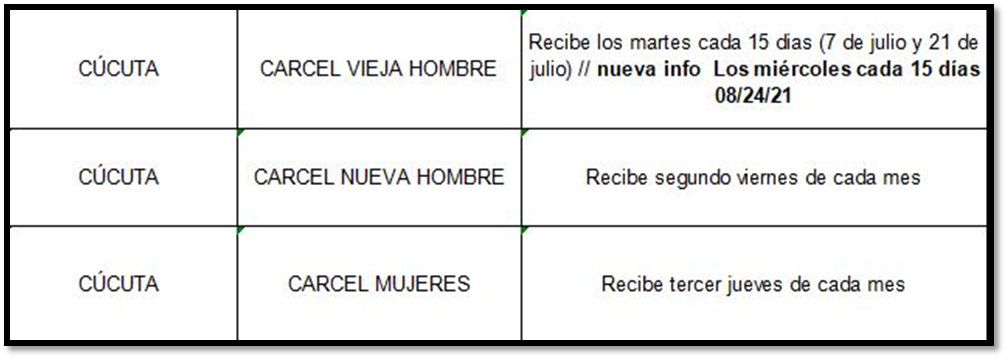 CÚCUTA
CARCEL VIEJA HOMBRE
Recibe los martes cada 15 dias (7 de julio y 21 de
julio) // nueva info Los miércoles cada 15 días
08/24/21
CÚCUTA
CARCEL NUEVA HOMBRE
Recibe segundo viernes de cada mes
CÚCUTA
CARCEL MUJERES
Recibe tercer jueves de cada mes